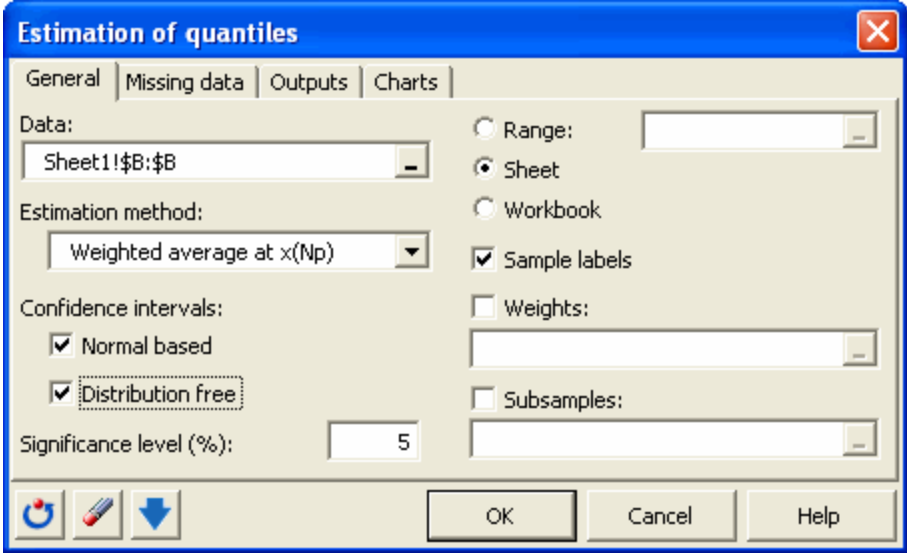 Estimation of quantiles
General
Missing data
Outputs
Charts
Data:
Sheet1!$B:$B
Estimation method:
Weighted average at x(Np)
Confidence intervals:
Normal based
Distribution free
Significance level (%):
5
Range:
Sheet
Workbook
Sample labels
Weights:
Subsamples:
OK
Cancel
Help